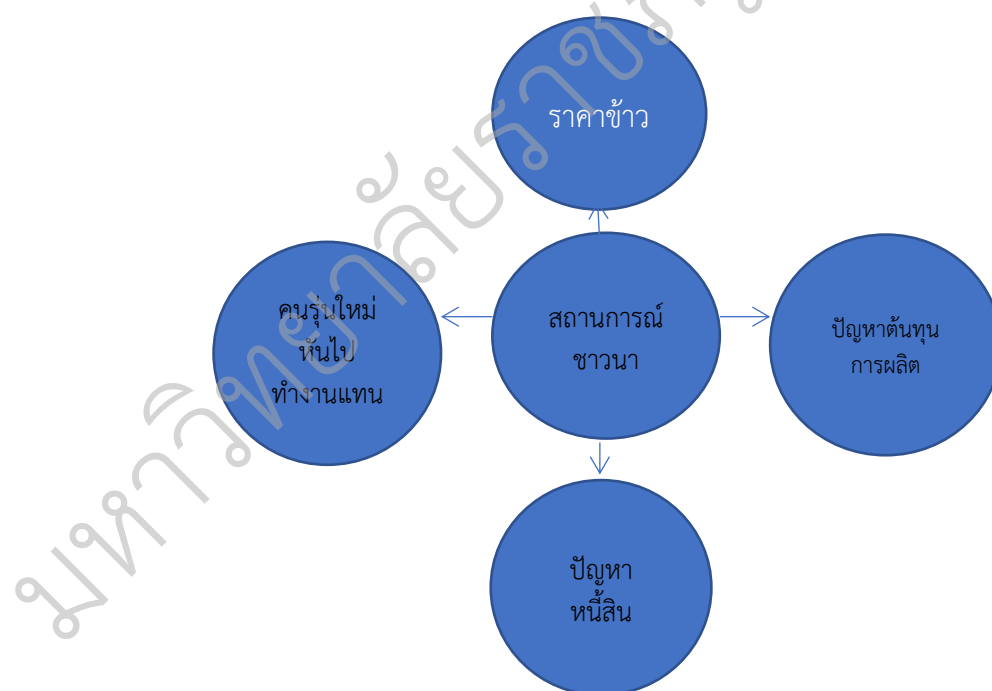 ราคาข้าว
คนรุ่นใหม่
หันไป
ทำงานแทน
สถานการณ์
ชาวนา
ปัญหาต้นทุน
การผลิต
ปัญหา
หนี้สิน
มหาวิทยาลัยราช